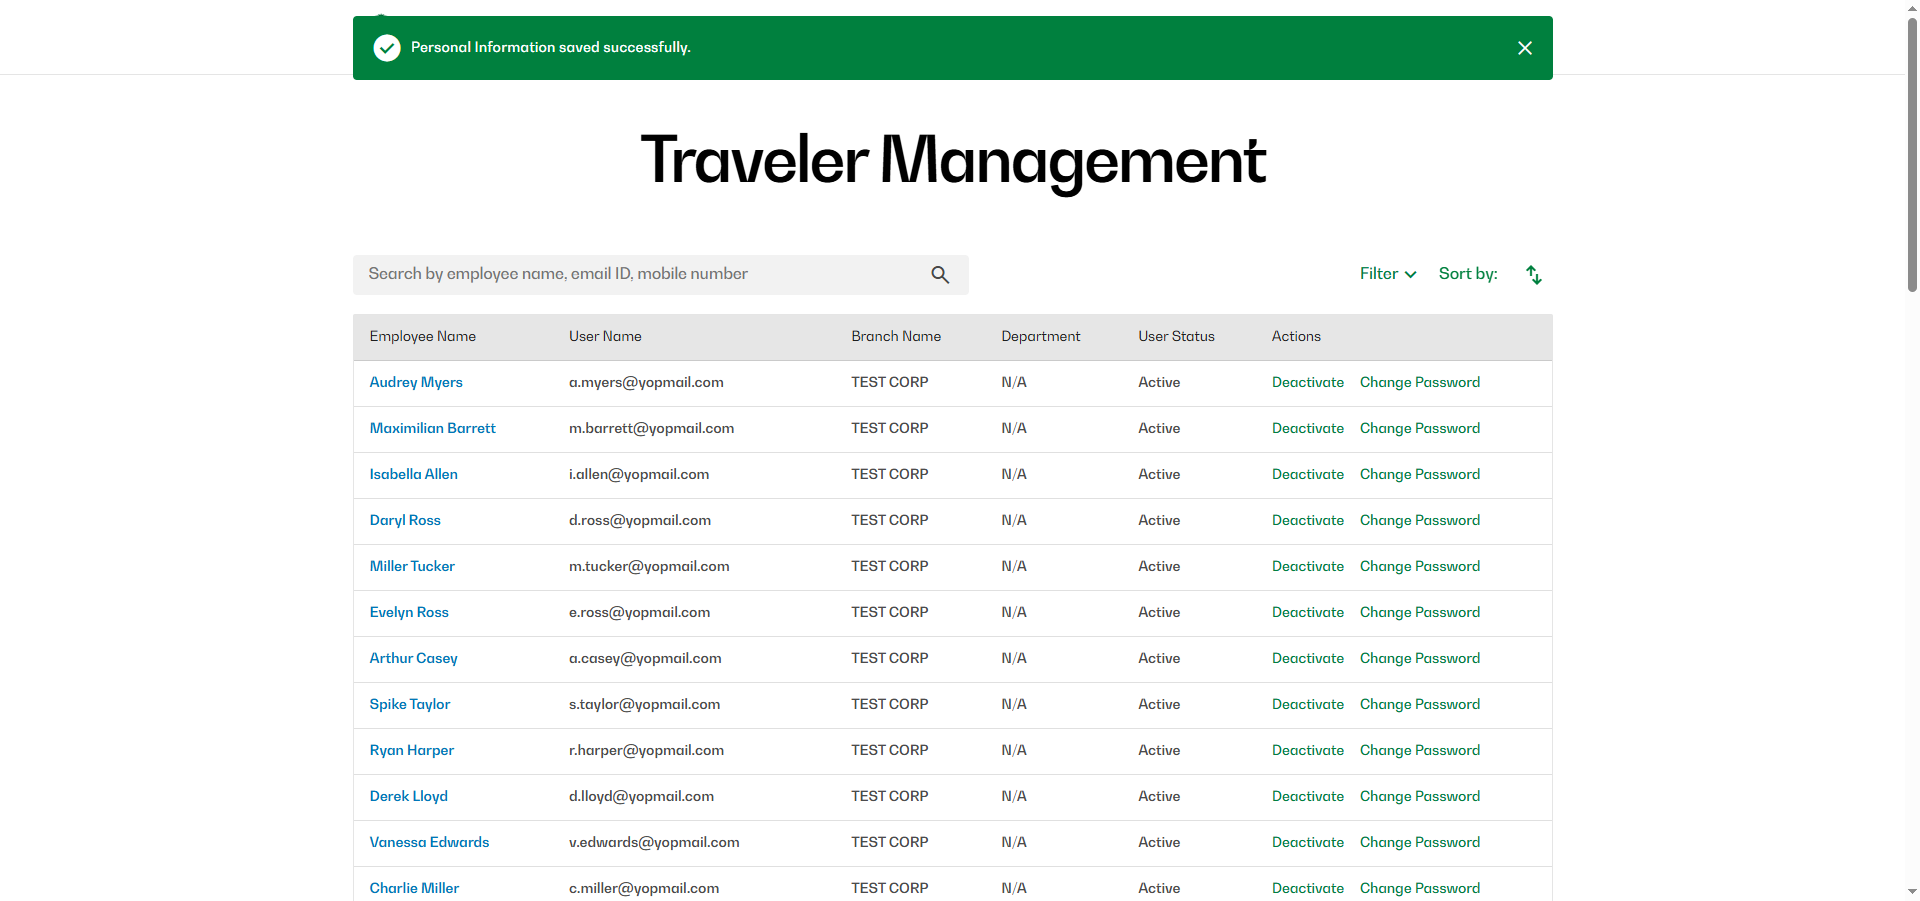 Personal Information saved successfully.
Traveler Management
Search by employee name, email ID, mobile number
Filter Sort by:
Employee Name User Name Branch Name Department User Status Actions
Audrey Myers a.myers@yopmail.com TEST CORP N/A Active Deactivate Change Password
Maximilian Barrett m.barrett@yopmail.com TEST CORP N/A Active Deactivate Change Password
Isabella Allen i.allen@yopmail.com TEST CORP N/A Active Deactivate Change Password
Daryl Ross d.ross@yopmail.com TEST CORP N/A Active Deactivate Change Password
Miller Tucker m.tucker@yopmail.com TEST CORP N/A Active Deactivate Change Password
Evelyn Ross e.ross@yopmail.com TEST CORP N/A Active Deactivate Change Password
Arthur Casey a.casey@yopmail.com TEST CORP N/A Active Deactivate Change Password
Spike Taylor s.taylor@yopmail.com TEST CORP N/A Active Deactivate Change Password
Ryan Harper r.harper@yopmail.com TEST CORP N/A Active Deactivate Change Password
Derek Lloyd d.lloyd@yopmail.com TEST CORP N/A Active Deactivate Change Password
Vanessa Edwards v.edwards@yopmail.com TEST CORP N/A Active Deactivate Change Password
Charlie Miller c.miller@yopmail.com TEST CORP N/A Active Deactivate Change Password